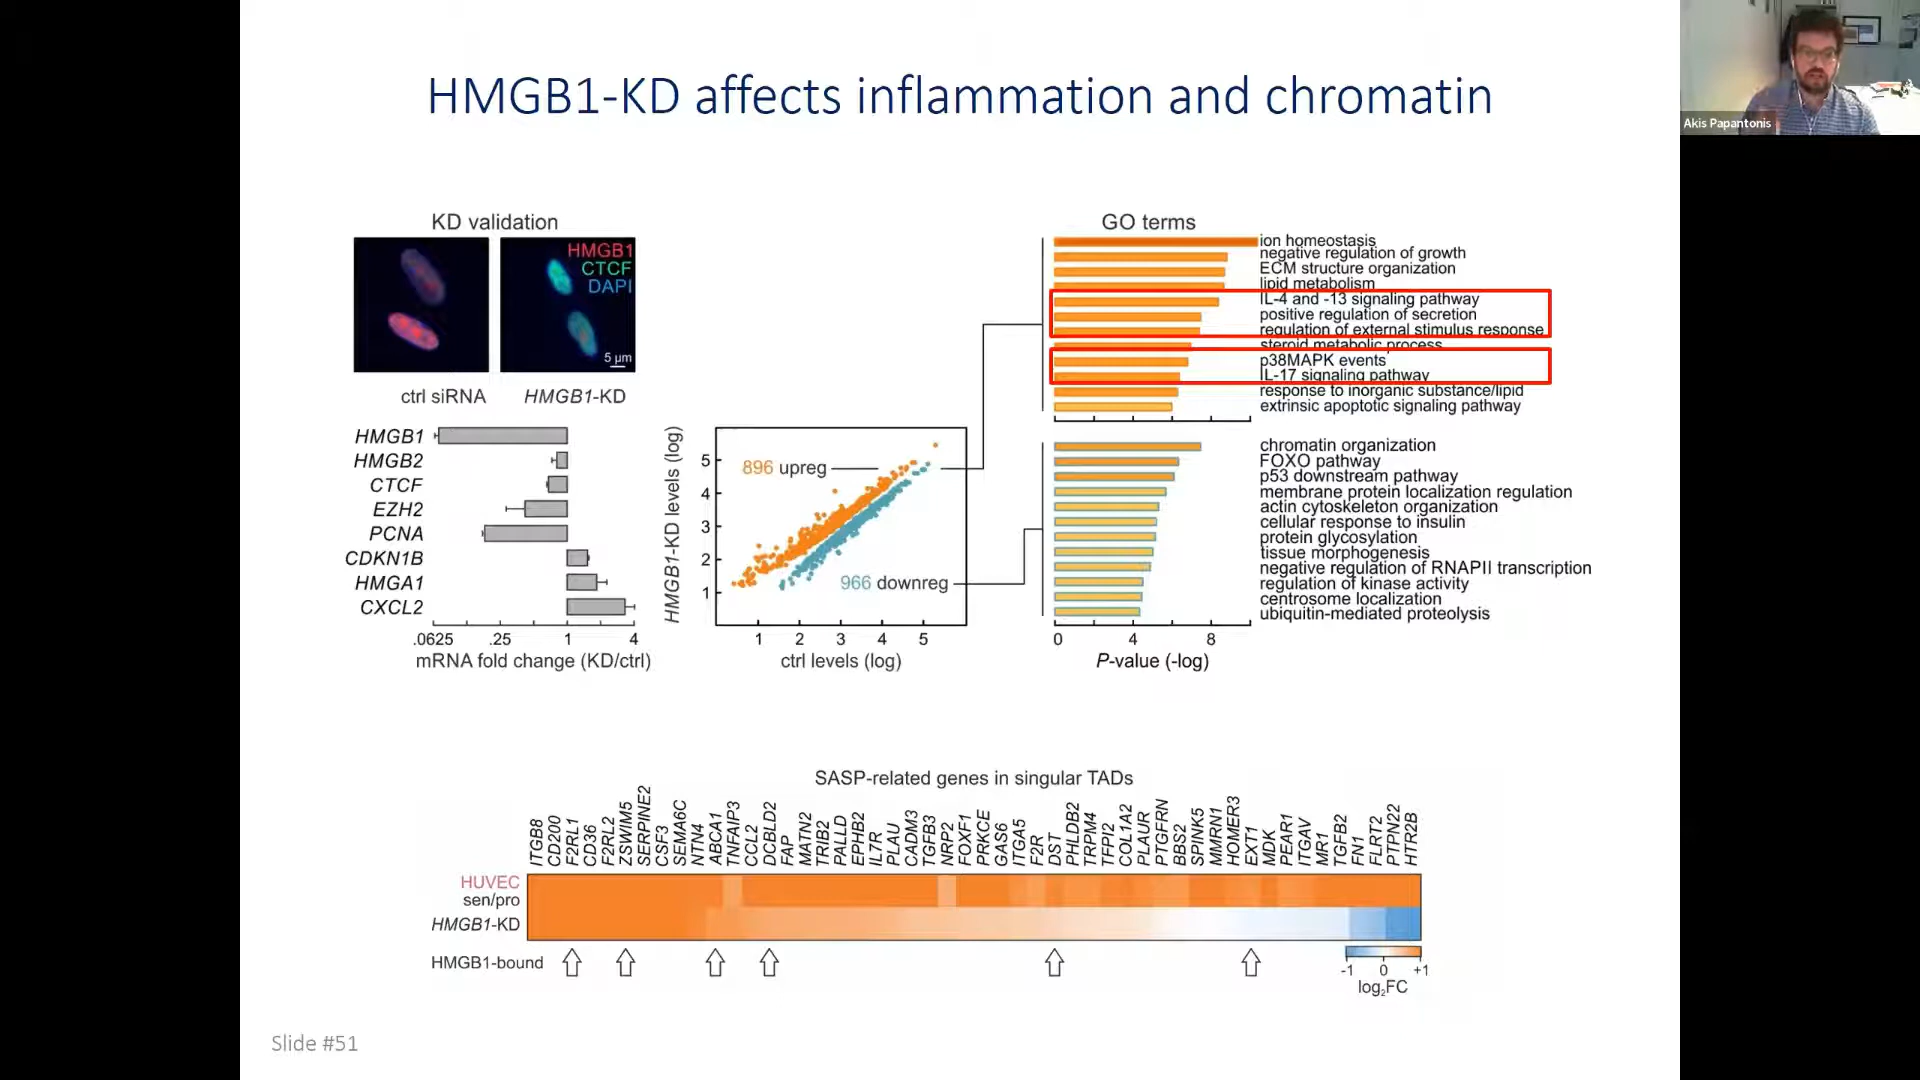 HMGB1-KD affects inflammation and chromatin
Akis Papantonis
KD validation
HMGB1
CTCF
DAPI
5 µm
ctrl siRNA
HMGB1-KD
HMGB1
HMGB2
CTCF
EZH2
PCNA
CDKN1B
HMGA1
CXCL2
.0625 .25 1 4
mRNA fold change (KD/ctrl)
HMGB1-KD levels (log)
5
4
3
2
1
896 upreg
966 downreg
1 2 3 4 5
ctrl levels (log)
GO terms
ion homeostasis
negative regulation of growth
ECM structure organization
lipid metabolism
IL-4 and -13 signaling pathway
positive regulation of secretion
regulation of external stimulus response
steroid metabolic process
p38MAPK events
IL-17 signaling pathway
response to inorganic substance/lipid
extrinsic apoptotic signaling pathway
chromatin organization
FOXO pathway
p53 downstream pathway
membrane protein localization regulation
actin cytoskeleton organization
cellular response to insulin
protein glycosylation
tissue morphogenesis
negative regulation of RNAPII transcription
regulation of kinase activity
centrosome localization
ubiquitin-mediated proteolysis
0 4 8
P-value (-log)
SASP-related genes in singular TADs
ITGB8
CD200
F2RL1
CD36
F2RL2
ZSWIM5
SERPINE2
CSF3
SEMA6C
NTN4
ABCA1
TNFAIP3
CCL2
DCBLD2
FAP
MATN2
TRIB2
PALLD
EPHB2
IL7R
PLAU
CADM3
TGFB3
NRP2
FOXF1
PRKCE
GAS6
ITGA5
F2R
DST
PHLDB2
TRPM4
TFPI2
COL1A2
PLAUR
PTGFRN
BBS2
SPINK5
MMRN1
HOMER3
EXT1
MDK
PEAR1
ITGAV
MR1
TGFB2
FN1
FLRT2
PTPN22
HTR2B
HUVEC
sen/pro
HMGB1-KD
HMGB1-bound
-1 0 +1
log2FC
Slide #51